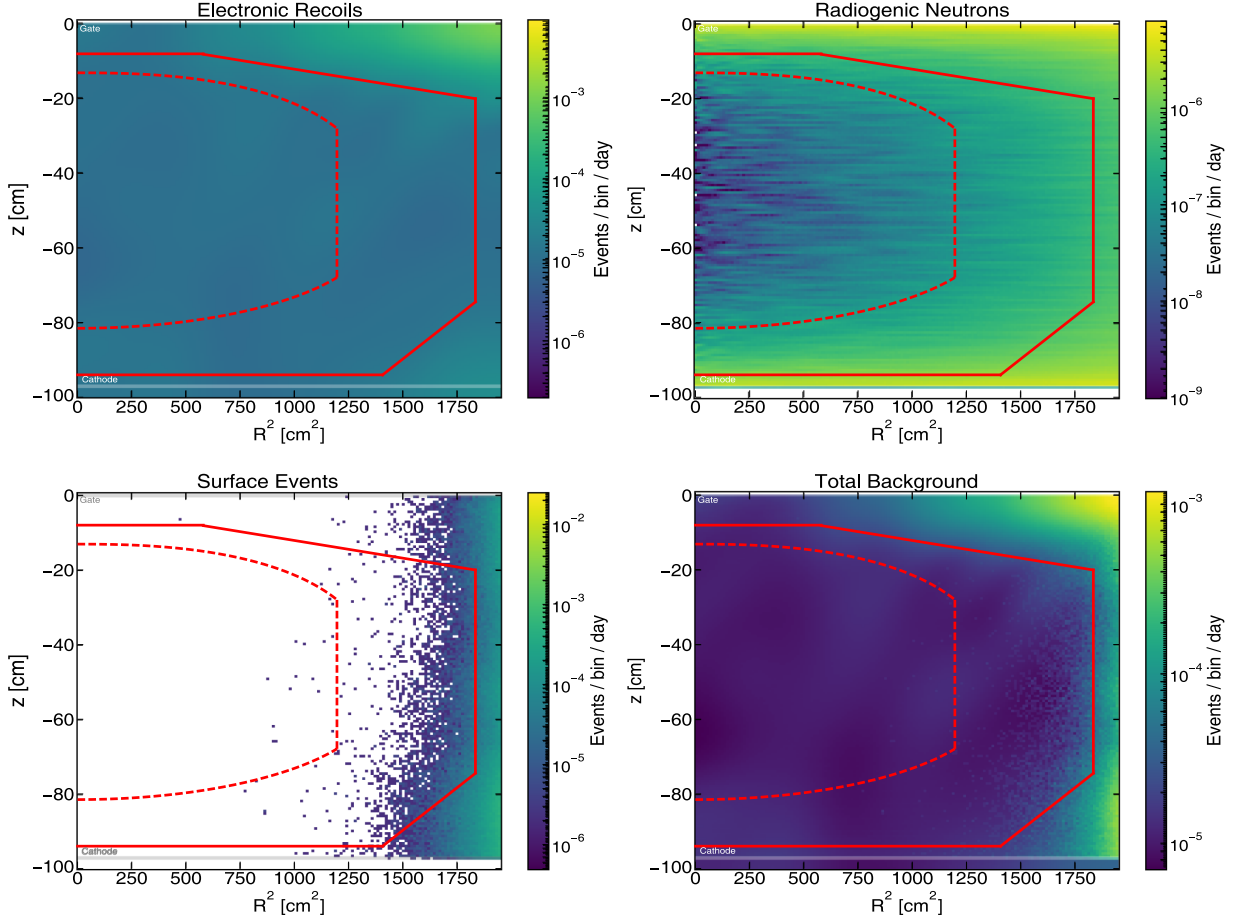 Electronic Recoils
Gate
0
−20
−40
−60
−80
−100
z [cm]
Cathode
0 250 500 750 1000 1250 1500 1750
R² [cm²]
10⁻³
10⁻⁴
10⁻⁵
10⁻⁶
Events / bin / day
Radiogenic Neutrons
Gate
0
−20
−40
−60
−80
−100
z [cm]
Cathode
0 250 500 750 1000 1250 1500 1750
R² [cm²]
10⁻⁶
10⁻⁷
10⁻⁸
10⁻⁹
Events / bin / day
Surface Events
Gate
0
−20
−40
−60
−80
−100
z [cm]
Cathode
0 250 500 750 1000 1250 1500 1750
R² [cm²]
10⁻²
10⁻³
10⁻⁴
10⁻⁵
10⁻⁶
Events / bin / day
Total Background
Gate
0
−20
−40
−60
−80
−100
z [cm]
Cathode
0 250 500 750 1000 1250 1500 1750
R² [cm²]
10⁻³
10⁻⁴
10⁻⁵
Events / bin / day